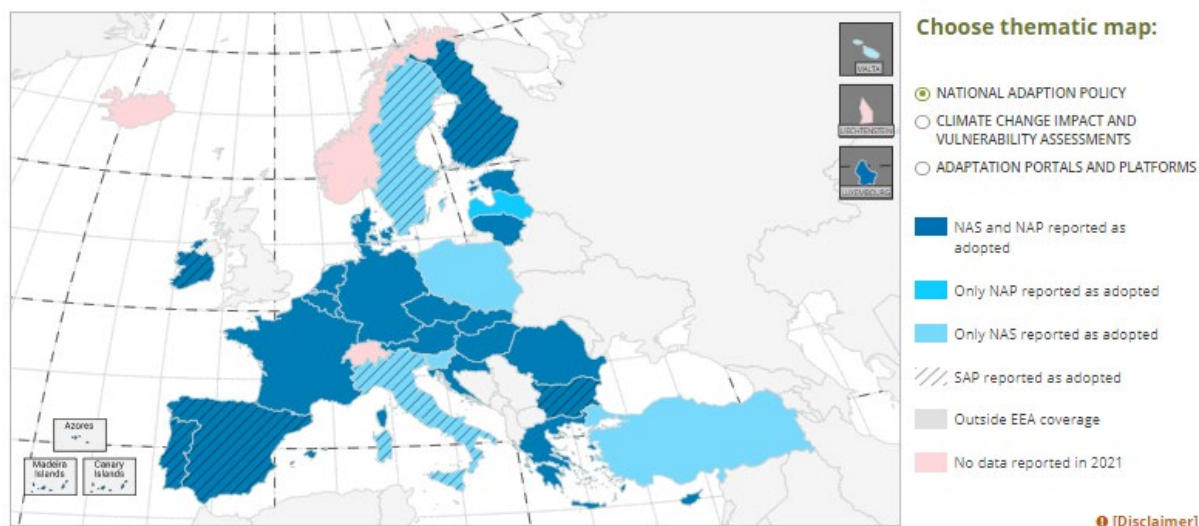 MALTA
LIECHTENSTEIN
LUXEMBOURG
Azores
Madeira
Islands
Canary
Islands
Choose thematic map:
NATIONAL ADAPTION POLICY
CLIMATE CHANGE IMPACT AND
VULNERABILITY ASSESSMENTS
ADAPTATION PORTALS AND PLATFORMS
NAS and NAP reported as
adopted
Only NAP reported as adopted
Only NAS reported as adopted
SAP reported as adopted
Outside EEA coverage
No data reported in 2021
[Disclaimer]